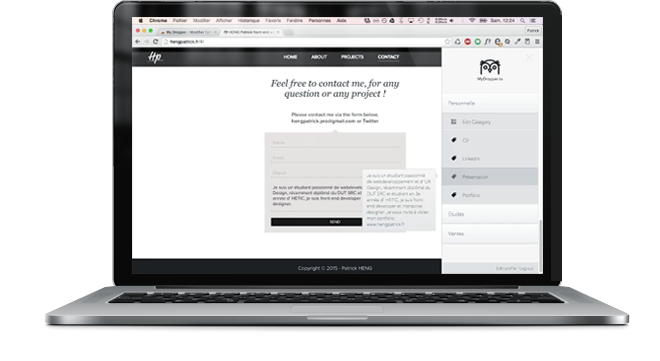 Chrome Fichier Modifier Afficher Historique Favoris Fenêtre Personnes Aide Sam. 12:24
My Dropper - Modifier
HENG Patrick front-end
Patrick
hengpatrick.fr/#/
Hp_
HOME ABOUT PROJECTS CONTACT
Feel free to contact me, for any
question or any project !
Please contact me via the form below,
hengpatrick.pro@gmail.com or Twitter
Name
Email
Object
Je suis un étudiant passionné de
Design, récemment diplômé du
DUT SRC et étudiant en 3e
année d' HETIC, je suis front-
end developer
designer.
SEND
Copyright © 2015 - Patrick HENG
Je suis un étudiant passionné
de webdeveloppement et d' UX
Design, récemment diplômé du
DUT SRC et étudiant en 3e
année d' HETIC, je suis front-
end developer et interactive
designer. Je vous invite à visiter
mon portfolio
www.hengpatrick.fr
MyDropper.io
Personnelle
Edit Category
CV
LinkedIn
Présentation
Portfolio
Etudes
Ventes